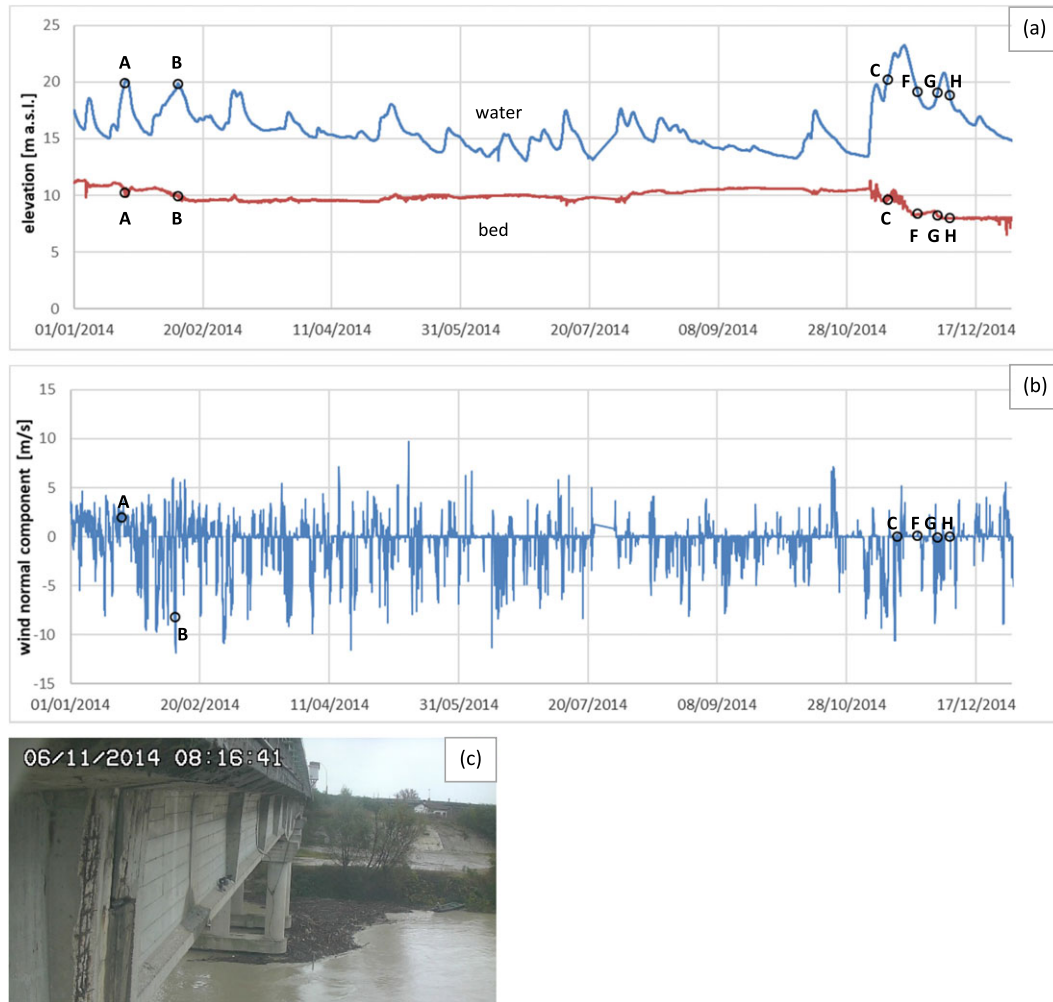 (a)
elevation [m a.s.l.]
25
20
15
10
5
0
A
B
C
F
G
H
water
A
B
C
F
G
H
bed
01/01/2014 20/02/2014 11/04/2014 31/05/2014 20/07/2014 08/09/2014 28/10/2014 17/12/2014
(b)
wind normal component [m/s]
15
10
5
0
-5
-10
-15
A
B
C
F
G
H
01/01/2014 20/02/2014 11/04/2014 31/05/2014 20/07/2014 08/09/2014 28/10/2014 17/12/2014
06/11/2014 08:16:41
(c)